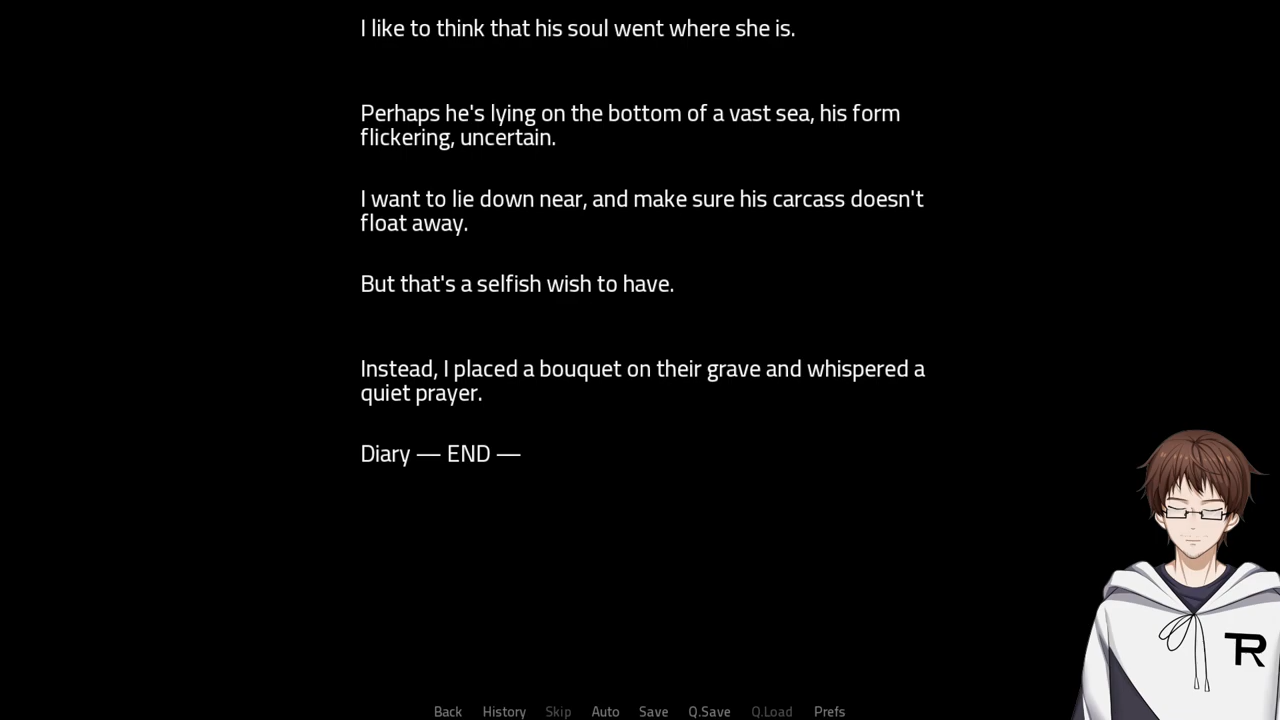 I like to think that his soul went where she is.
Perhaps he's lying on the bottom of a vast sea, his form
flickering, uncertain.
I want to lie down near, and make sure his carcass doesn't
float away.
But that's a selfish wish to have.
Instead, I placed a bouquet on their grave and whispered a
quiet prayer.
Diary — END —
TR
Back History Skip Auto Save Q.Save Q.Load Prefs